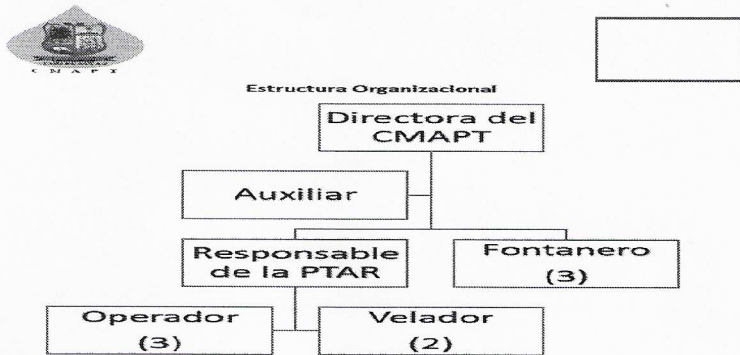 C M A P T
Estructura Organizacional
Directora del
CMAPT
Auxiliar
Responsable
de la PTAR
Fontanero
(3)
Operador
(3)
Velador
(2)